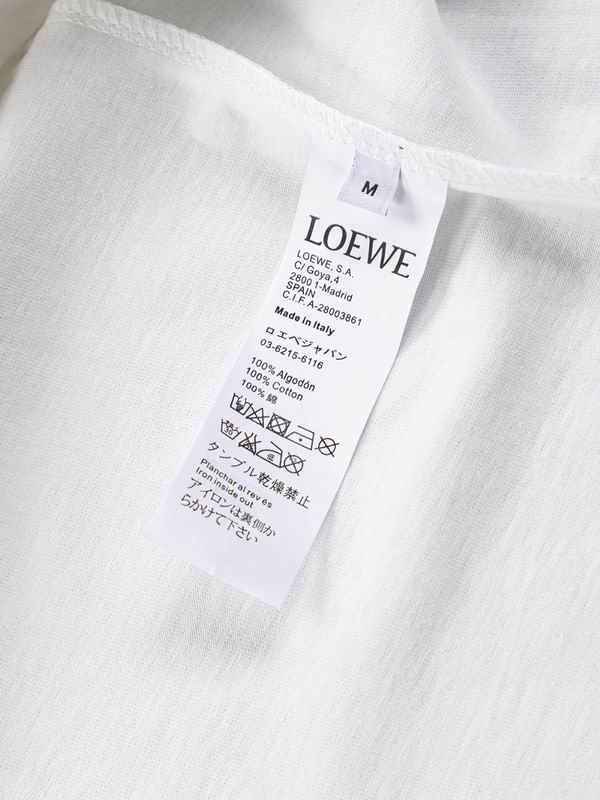 M
LOEWE
LOEWE, S.A.
C/ Goya,4
2800 1-Madrid
SPAIN
C.I.F. A-28003861
Made in Italy
ロエベジャパン
03-6215-6116
100% Algodón
100% Cotton
100% 綿
低
タンブル乾燥禁止
Planchar al rev és
Iron inside out
アイロンは裏側か
らかけて下さい